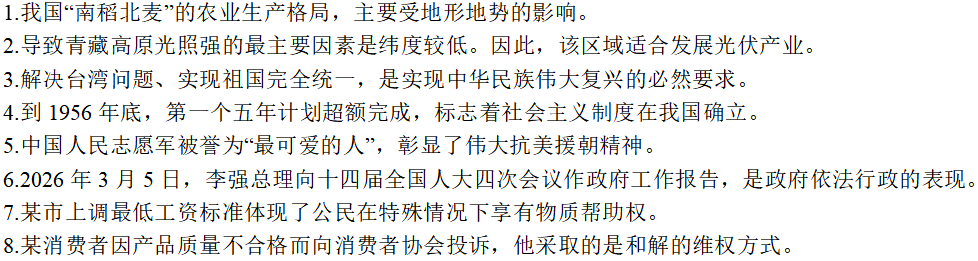 1.我国“南稻北麦”的农业生产格局，主要受地形地势的影响。
2.导致青藏高原光照强的最主要因素是纬度较低。因此，该区域适合发展光伏产业。
3.解决台湾问题、实现祖国完全统一，是实现中华民族伟大复兴的必然要求。
4.到 1956 年底，第一个五年计划超额完成，标志着社会主义制度在我国确立。
5.中国人民志愿军被誉为“最可爱的人”，彰显了伟大抗美援朝精神。
6.2026 年 3 月 5 日，李强总理向十四届全国人大四次会议作政府工作报告，是政府依法行政的表现。
7.某市上调最低工资标准体现了公民在特殊情况下享有物质帮助权。
8.某消费者因产品质量不合格而向消费者协会投诉，他采取的是和解的维权方式。